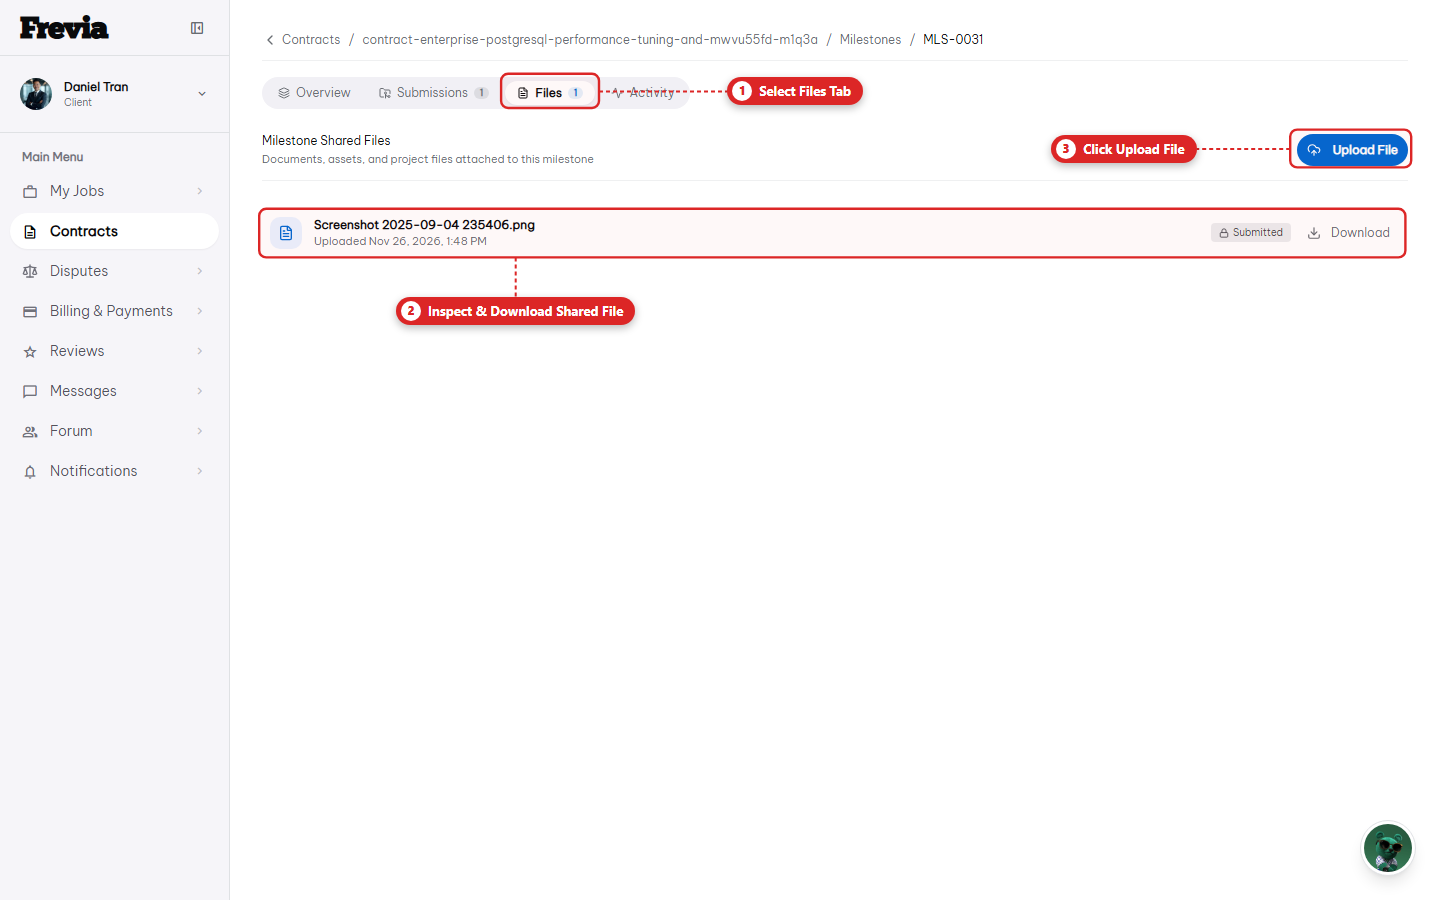 Frevia
Daniel Tran
Client
Main Menu
My Jobs
Contracts
Disputes
Billing & Payments
Reviews
Messages
Forum
Notifications
Contracts / contract-enterprise-postgresql-performance-tuning-and-mwvu55fd-m1q3a / Milestones / MLS-0031
Overview Submissions 1 Files 1 Activity
1 Select Files Tab
Milestone Shared Files
Documents, assets, and project files attached to this milestone
3 Click Upload File
Upload File
Screenshot 2025-09-04 235406.png
Uploaded Nov 26, 2026, 1:48 PM
Submitted
Download
2 Inspect & Download Shared File